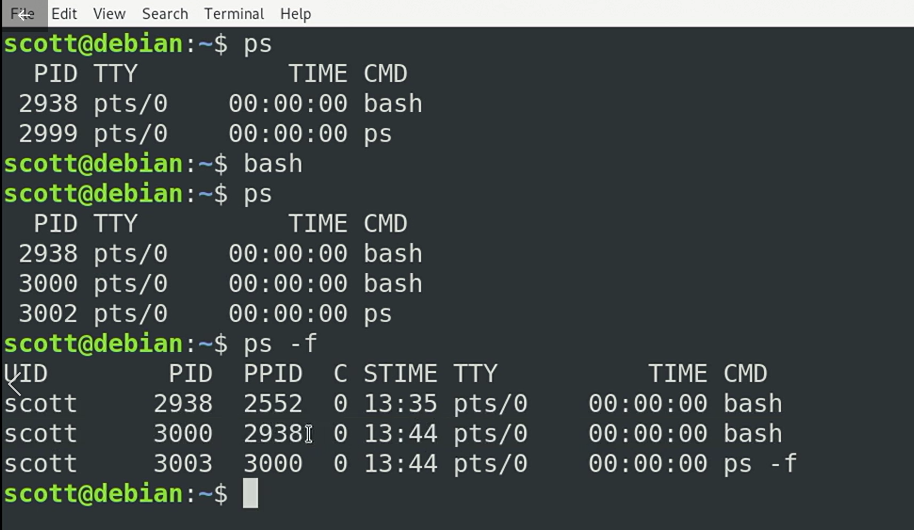 File Edit View Search Terminal Help
scott@debian:~$ ps
  PID TTY          TIME CMD
 2938 pts/0    00:00:00 bash
 2999 pts/0    00:00:00 ps
scott@debian:~$ bash
scott@debian:~$ ps
  PID TTY          TIME CMD
 2938 pts/0    00:00:00 bash
 3000 pts/0    00:00:00 bash
 3002 pts/0    00:00:00 ps
scott@debian:~$ ps -f
UID        PID  PPID  C STIME TTY          TIME CMD
scott     2938  2552  0 13:35 pts/0    00:00:00 bash
scott     3000  2938  0 13:44 pts/0    00:00:00 bash
scott     3003  3000  0 13:44 pts/0    00:00:00 ps -f
scott@debian:~$